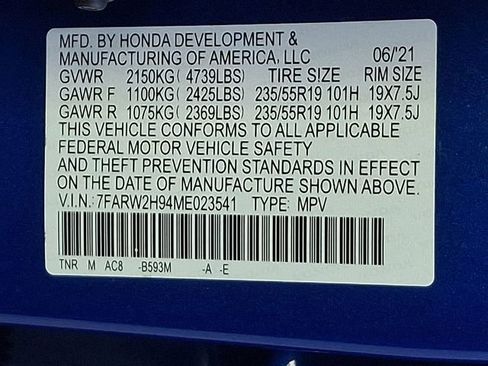 MFD. BY HONDA DEVELOPMENT &
MANUFACTURING OF AMERICA, LLC 06/21
GVWR 2150KG( 4739LBS) TIRE SIZE RIM SIZE
GAWR F 1100KG( 2425LBS) 235/55R19 101H 19X7.5J
GAWR R 1075KG( 2369LBS) 235/55R19 101H 19X7.5J
THIS VEHICLE CONFORMS TO ALL APPLICABLE
FEDERAL MOTOR VEHICLE SAFETY
AND THEFT PREVENTION STANDARDS IN EFFECT
ON THE DATE OF MANUFACTURE SHOWN ABOVE.
V.I.N.:7FARW2H94ME023541 TYPE: MPV
TNR M AC8 -B593M -A -E